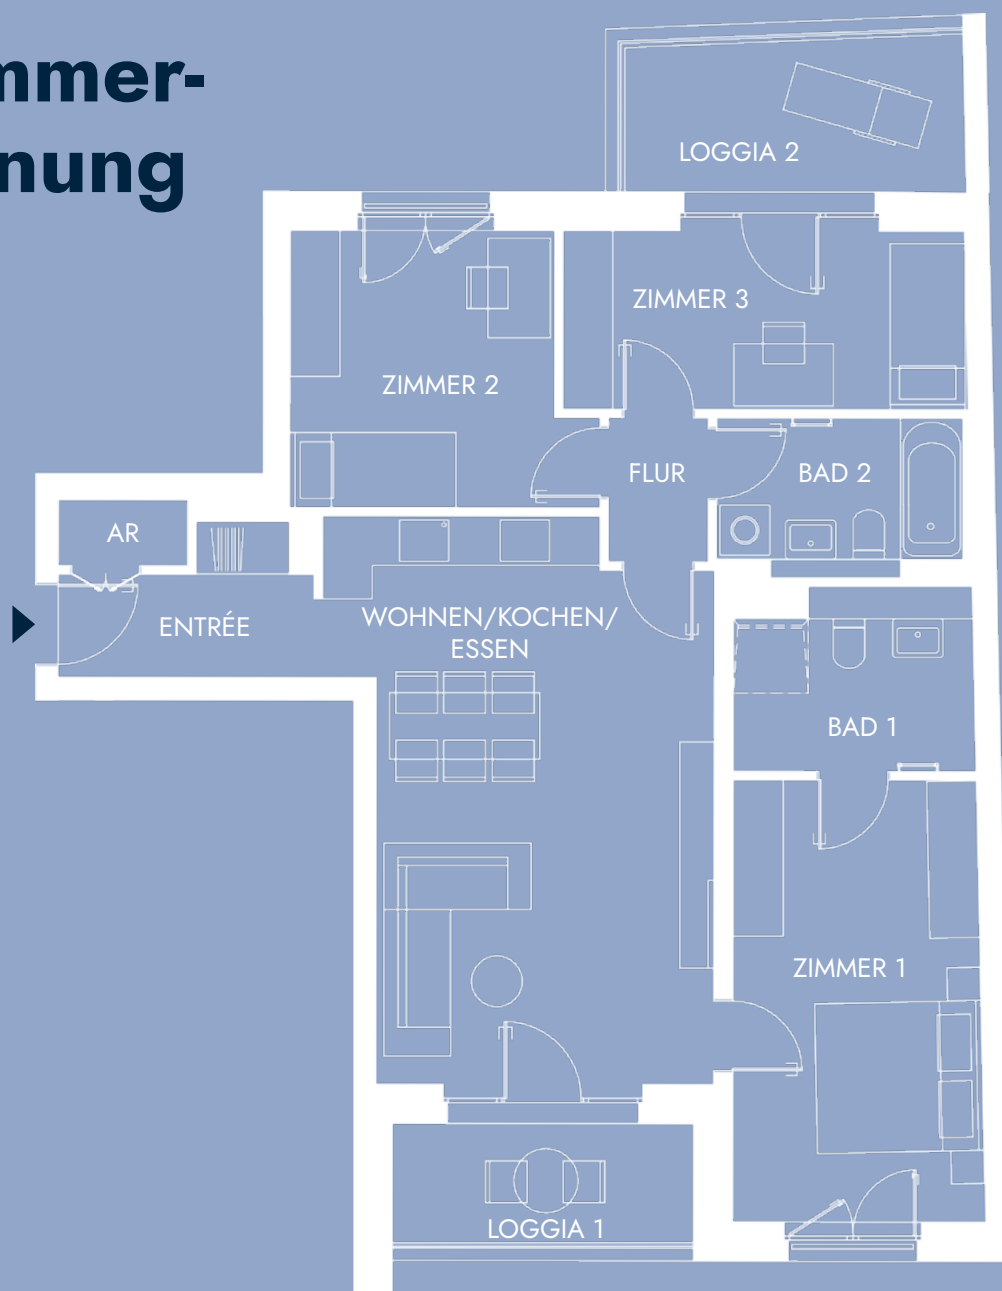 mmer-
nung
LOGGIA 2
ZIMMER 3
ZIMMER 2
FLUR
BAD 2
AR
ENTRÉE
WOHNEN/KOCHEN/
ESSEN
BAD 1
ZIMMER 1
LOGGIA 1